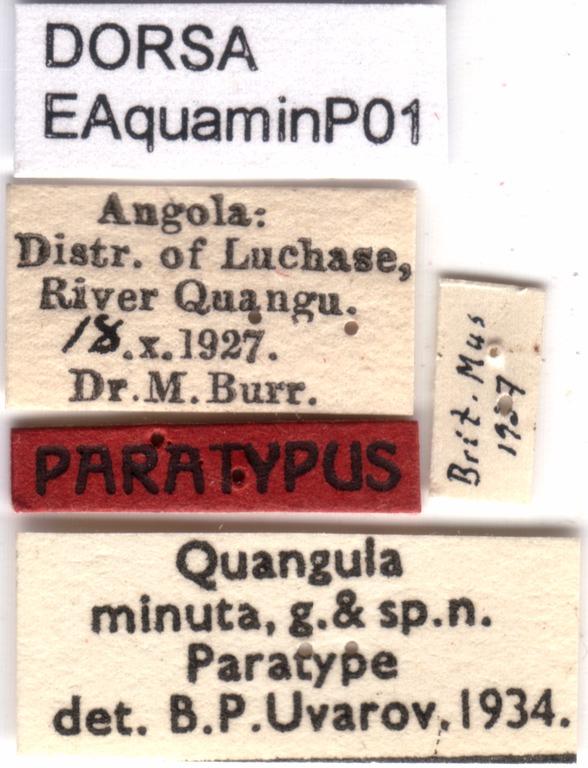 DORSA
EAquaminP01
Angola:
Distr. of Luchase,
River Quangu.
18.x.1927.
Dr. M. Burr.
Brit. Mus
1927
PARATYPUS
Quangula
minuta, g. & sp. n.
Paratype
det. B. P. Uvarov, 1934.